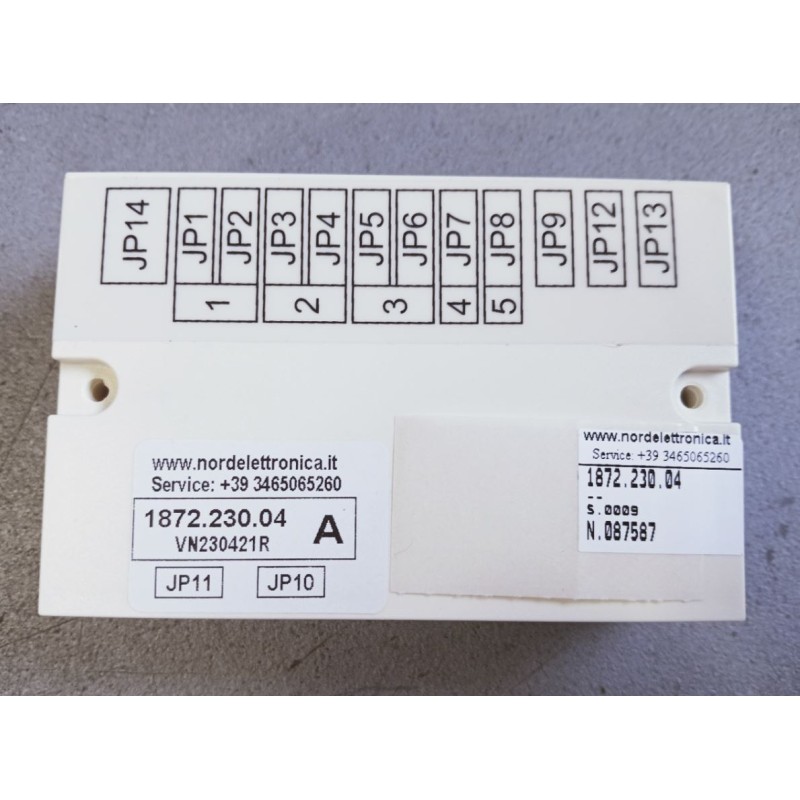 JP14 JP1 JP2 JP3 JP4 JP5 JP6 JP7 JP8 JP9 JP12 JP13
1 2 3 4 5
www.nordelettronica.it
Service: +39 3465065260
1872.230.04 A
VN230421R
JP11 JP10
www.nordelettronica.it
Service: +39 3465065260
1872.230.04
--
S.0009
N.087587